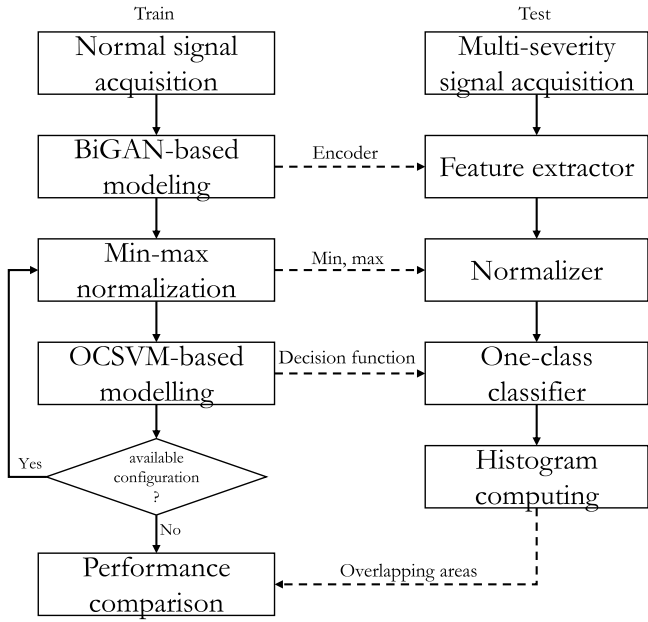 Train
Test
Normal signal
acquisition
Multi-severity
signal acquisition
BiGAN-based
modeling
Encoder
Feature extractor
Min-max
normalization
Min, max
Normalizer
OCSVM-based
modelling
Decision function
One-class
classifier
available
configuration
?
Yes
No
Histogram
computing
Performance
comparison
Overlapping areas